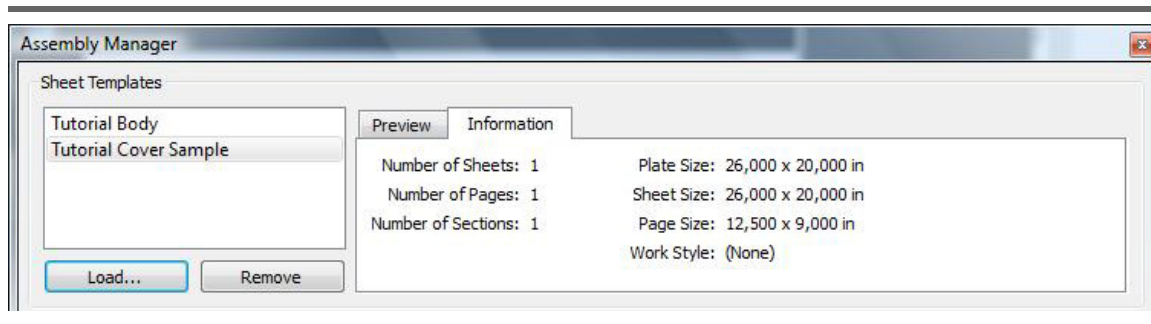 Assembly Manager
Sheet Templates
Tutorial Body
Tutorial Cover Sample
Load...
Remove
Preview
Information
Number of Sheets: 1
Number of Pages: 1
Number of Sections: 1
Plate Size: 26,000 x 20,000 in
Sheet Size: 26,000 x 20,000 in
Page Size: 12,500 x 9,000 in
Work Style: (None)